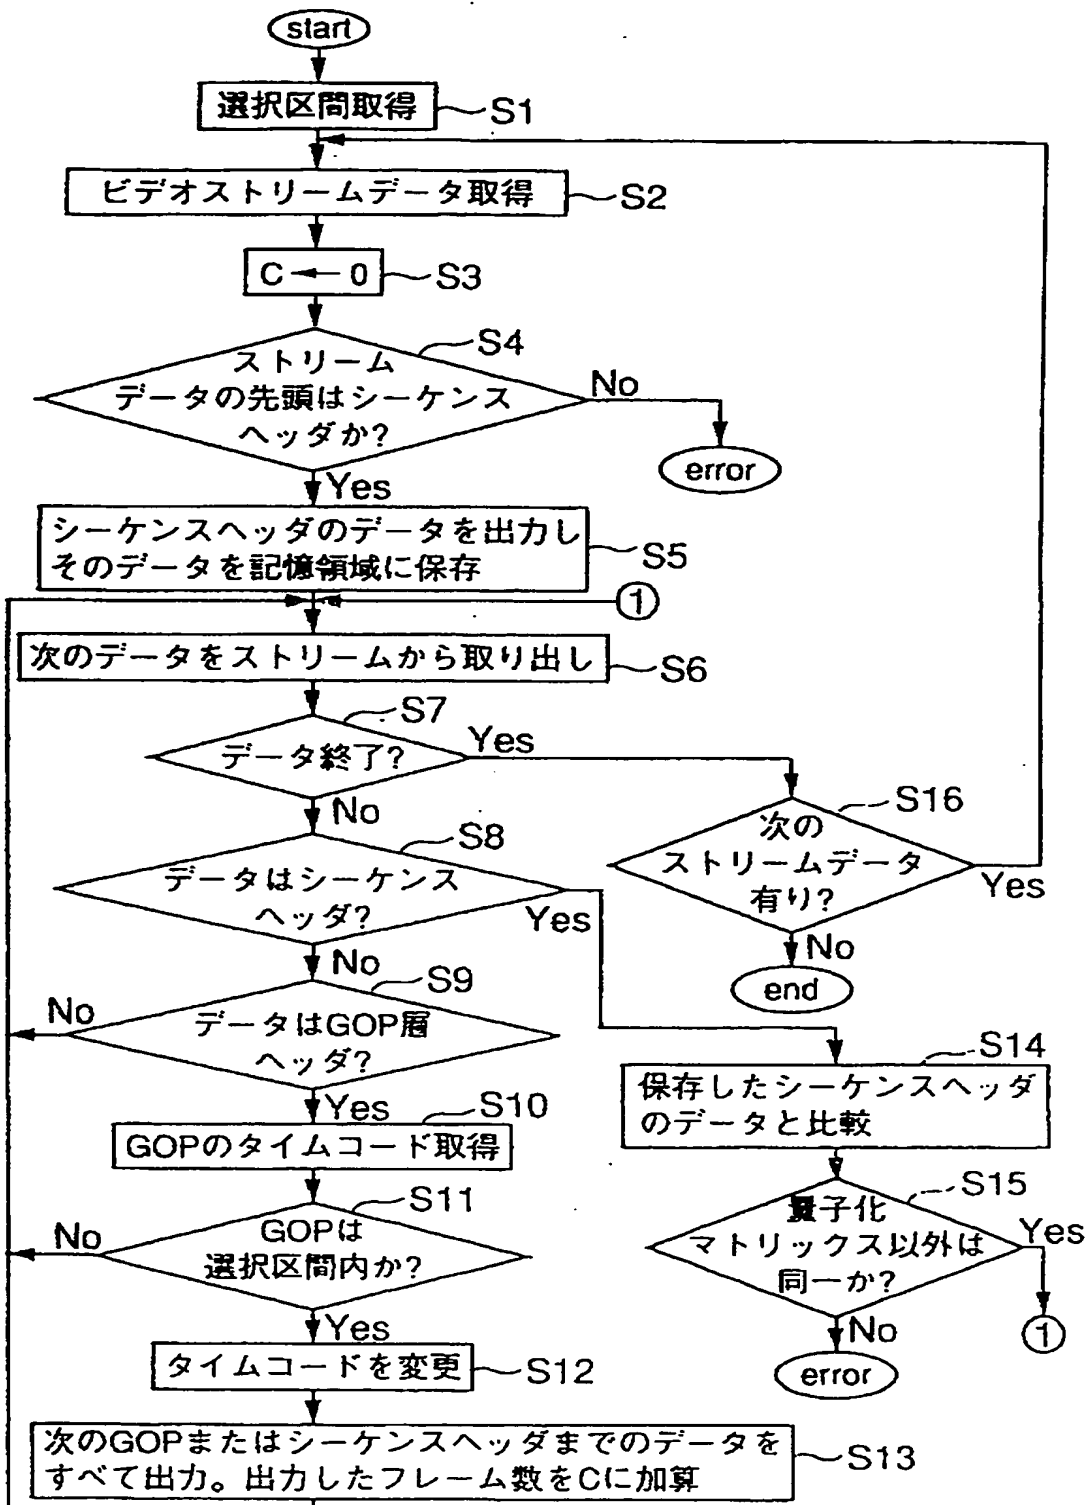 start
選択区間取得
S1
ビデオストリームデータ取得
S2
C ← 0
S3
S4
ストリーム
データの先頭はシーケンス
ヘッダか?
No
error
Yes
シーケンスヘッダのデータを出力し
そのデータを記憶領域に保存
S5
①
次のデータをストリームから取り出し
S6
S7
データ終了?
Yes
No
S16
次の
ストリームデータ
有り?
Yes
No
end
S8
データはシーケンス
ヘッダ?
Yes
No
S9
データはGOP層
ヘッダ?
No
Yes
S14
保存したシーケンスヘッダ
のデータと比較
S10
GOPのタイムコード取得
S15
量子化
マトリックス以外は
同一か?
Yes
①
No
error
S11
GOPは
選択区間内か?
No
Yes
タイムコードを変更
S12
次のGOPまたはシーケンスヘッダまでのデータを
すべて出力。出力したフレーム数をCに加算
S13